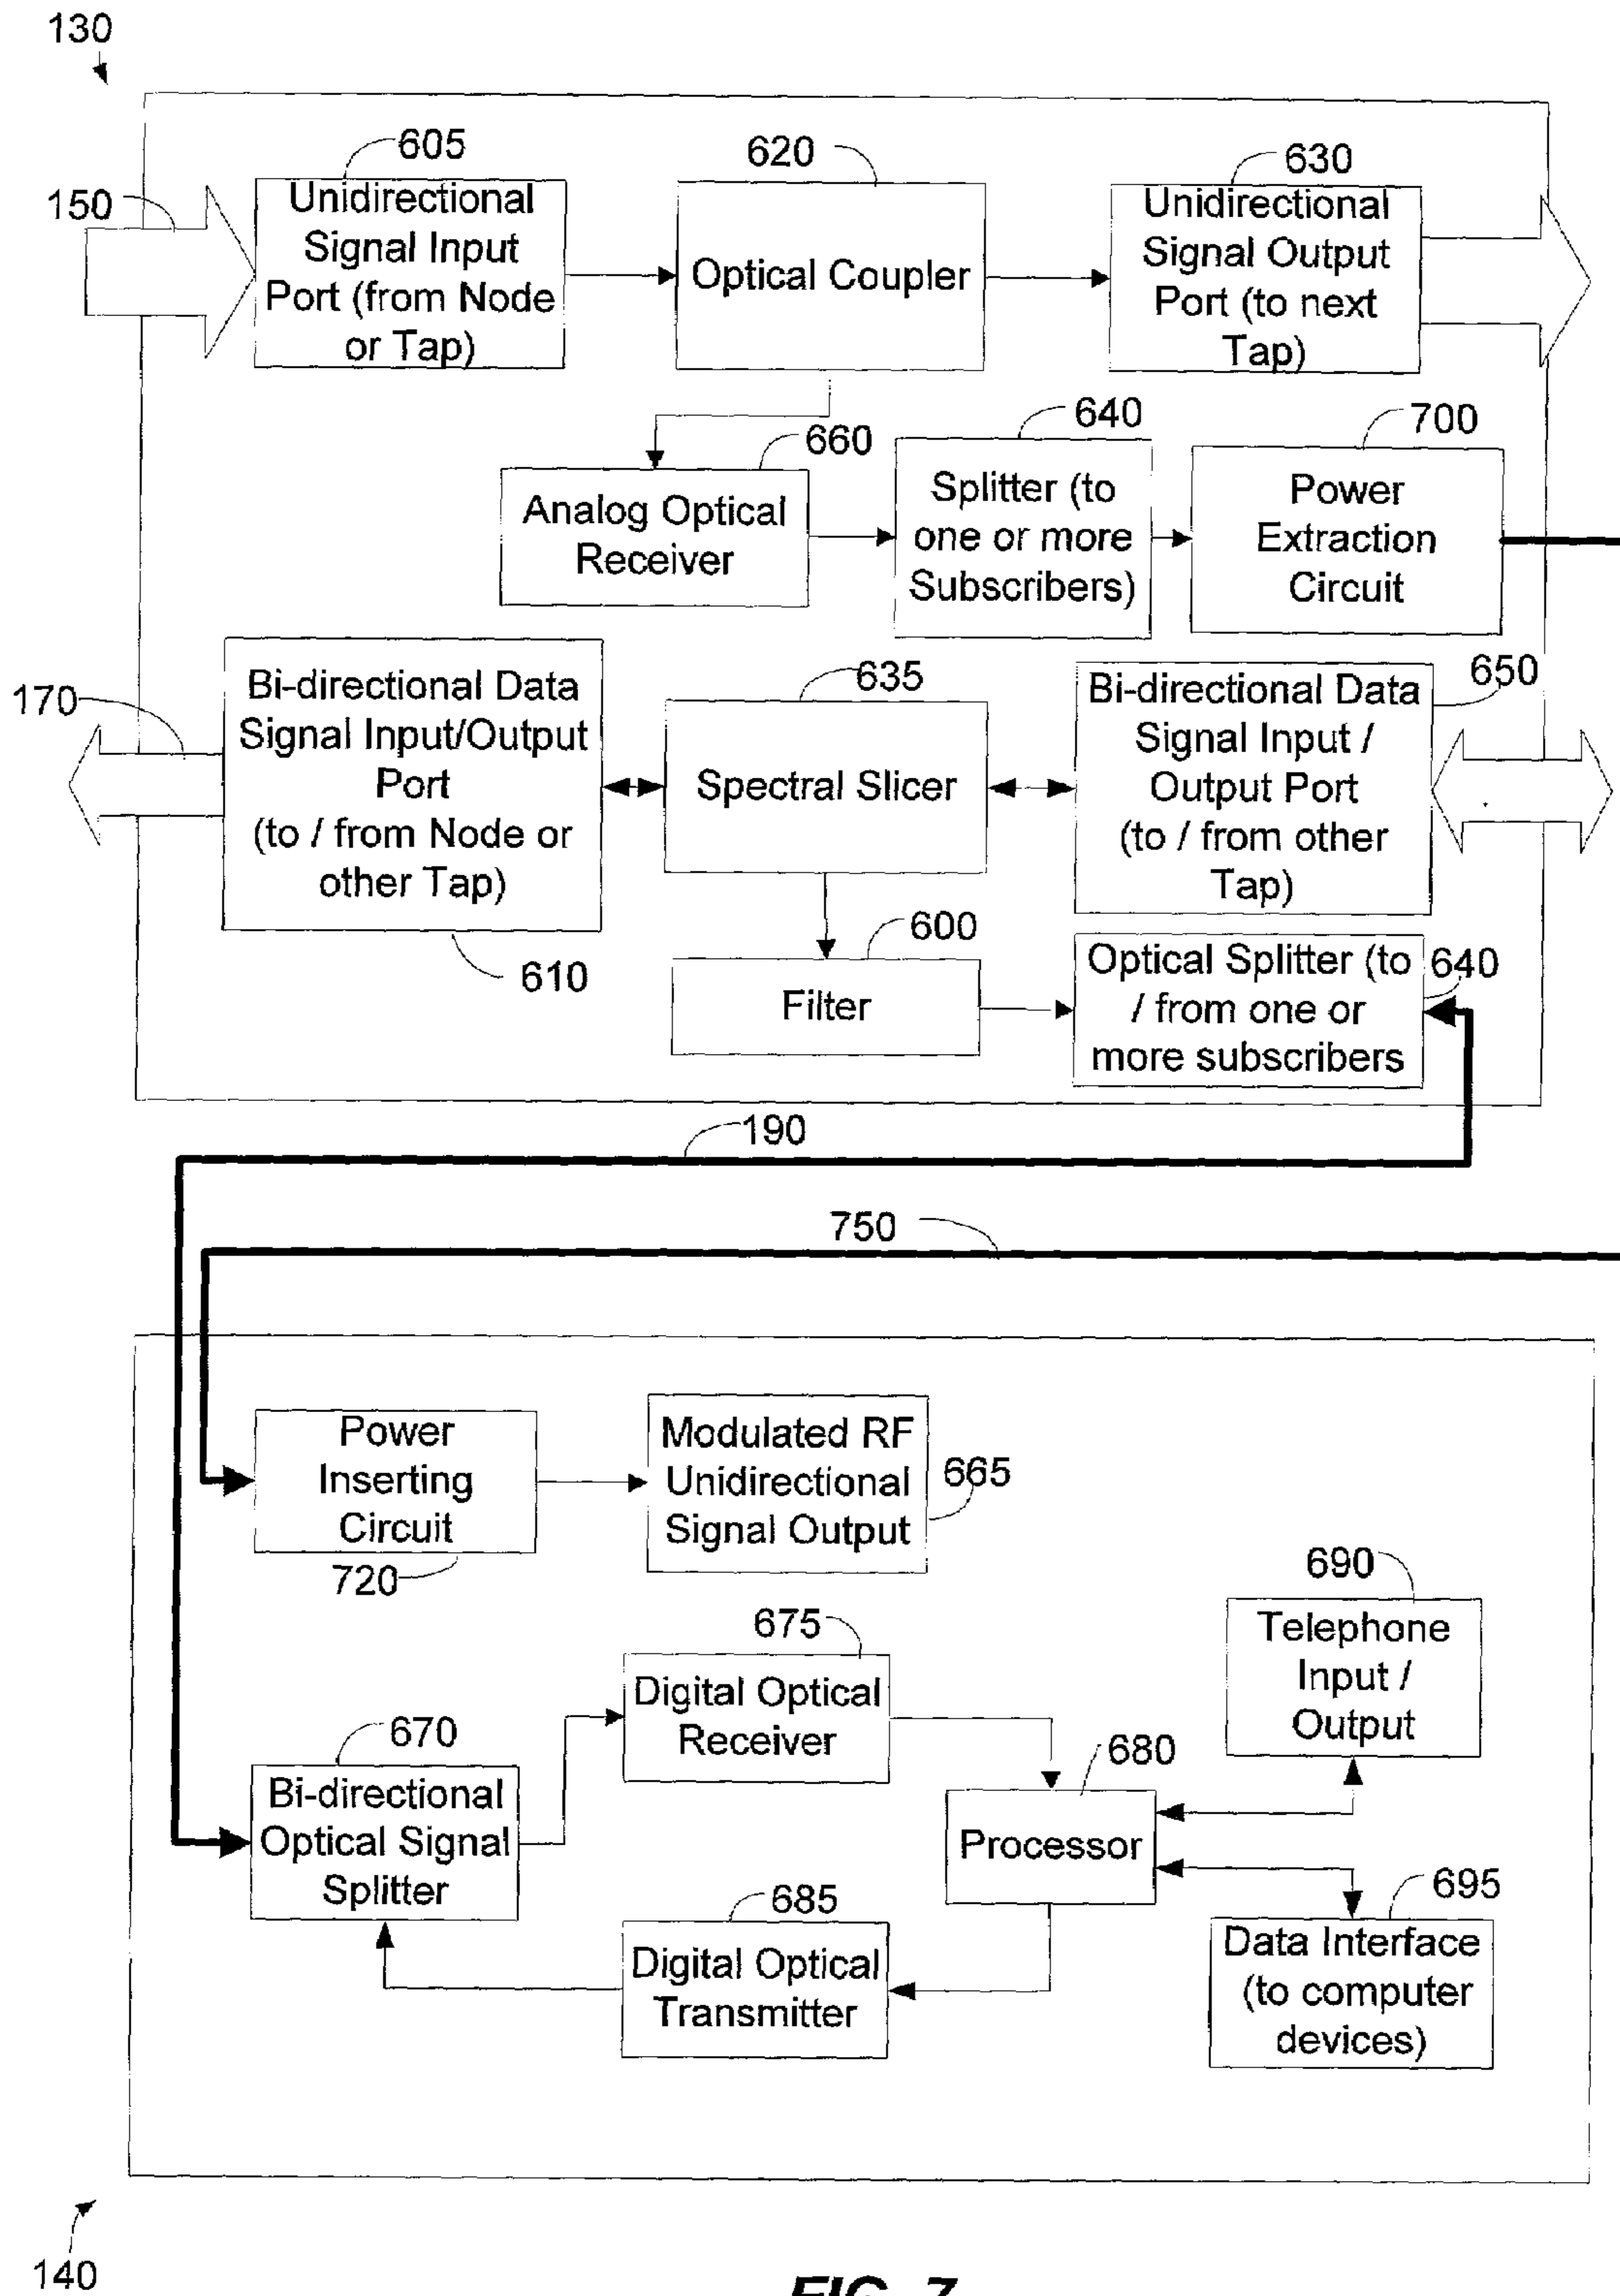 130
605
620
630
150
Unidirectional
Signal Input
Port (from Node
or Tap)
Optical Coupler
Unidirectional
Signal Output
Port (to next
Tap)
660
640
700
Analog Optical
Receiver
Splitter (to
one or more
Subscribers)
Power
Extraction
Circuit
170
635
650
Bi-directional Data
Signal Input/Output
Port
(to / from Node or
other Tap)
Spectral Slicer
Bi-directional Data
Signal Input /
Output Port
(to / from other
Tap)
610
600
640
Filter
Optical Splitter (to
/ from one or
more subscribers
190
750
Power
Inserting
Circuit
720
Modulated RF
Unidirectional
Signal Output
665
690
675
Telephone
Input /
Output
Digital Optical
Receiver
670
680
Bi-directional
Optical Signal
Splitter
Processor
685
695
Digital Optical
Transmitter
Data Interface
(to computer
devices)
140
FIG. 7